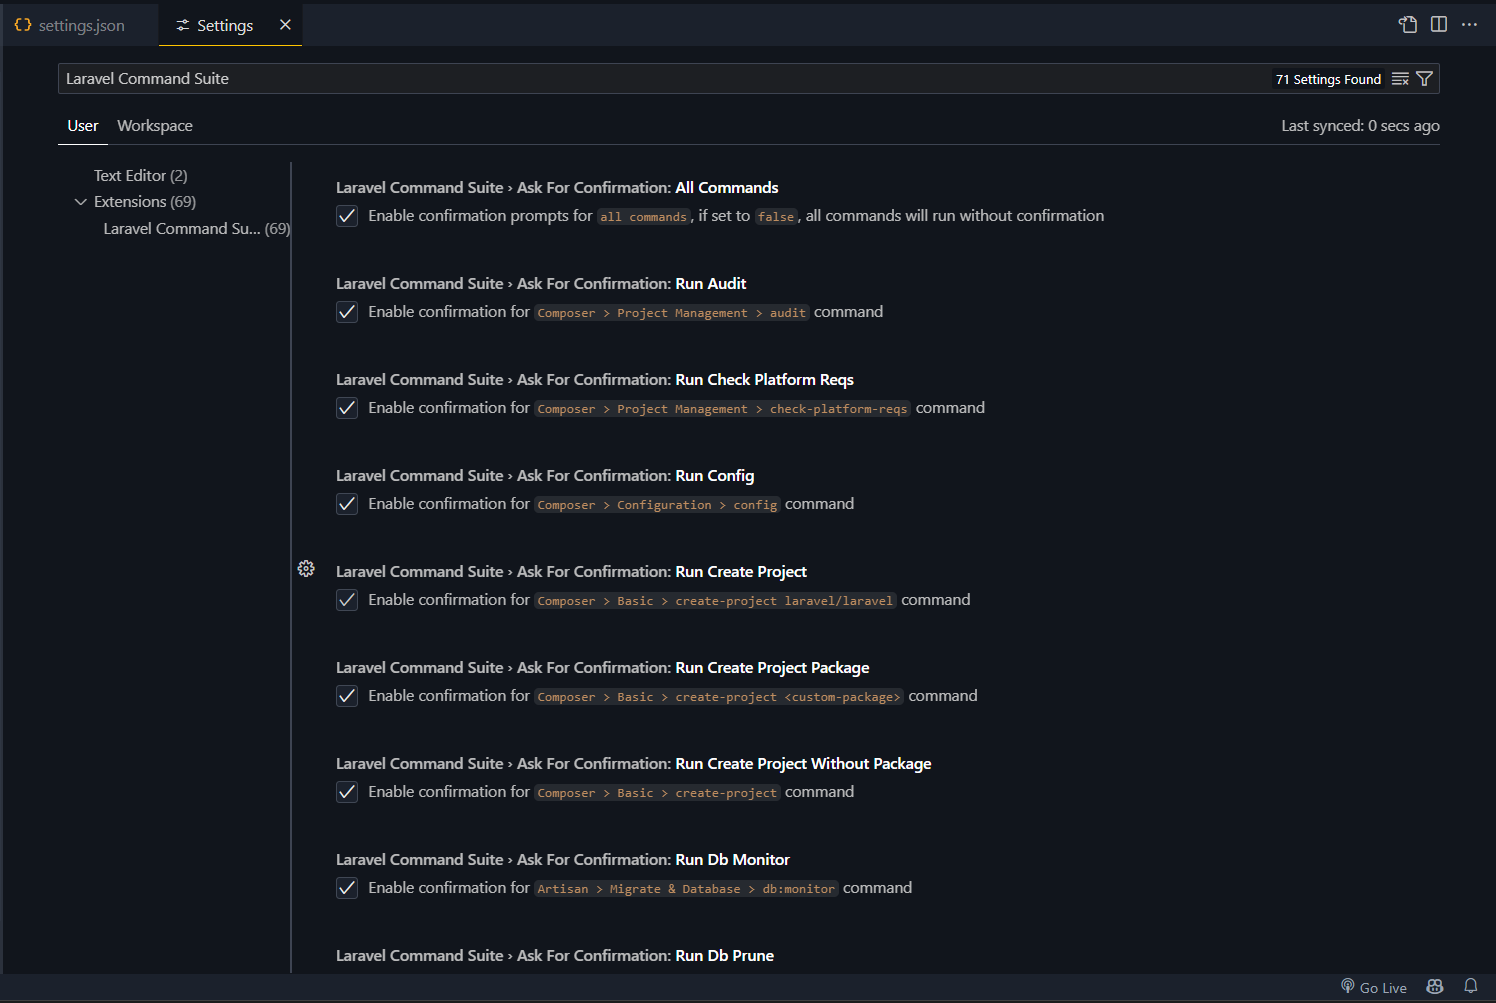 settings.json
Settings
Laravel Command Suite
71 Settings Found
User
Workspace
Last synced: 0 secs ago
Text Editor (2)
Extensions (69)
Laravel Command Su... (69)
Laravel Command Suite › Ask For Confirmation: All Commands
Enable confirmation prompts for all commands, if set to false, all commands will run without confirmation
Laravel Command Suite › Ask For Confirmation: Run Audit
Enable confirmation for Composer > Project Management > audit command
Laravel Command Suite › Ask For Confirmation: Run Check Platform Reqs
Enable confirmation for Composer > Project Management > check-platform-reqs command
Laravel Command Suite › Ask For Confirmation: Run Config
Enable confirmation for Composer > Configuration > config command
Laravel Command Suite › Ask For Confirmation: Run Create Project
Enable confirmation for Composer > Basic > create-project laravel/laravel command
Laravel Command Suite › Ask For Confirmation: Run Create Project Package
Enable confirmation for Composer > Basic > create-project <custom-package> command
Laravel Command Suite › Ask For Confirmation: Run Create Project Without Package
Enable confirmation for Composer > Basic > create-project command
Laravel Command Suite › Ask For Confirmation: Run Db Monitor
Enable confirmation for Artisan > Migrate & Database > db:monitor command
Laravel Command Suite › Ask For Confirmation: Run Db Prune
Go Live